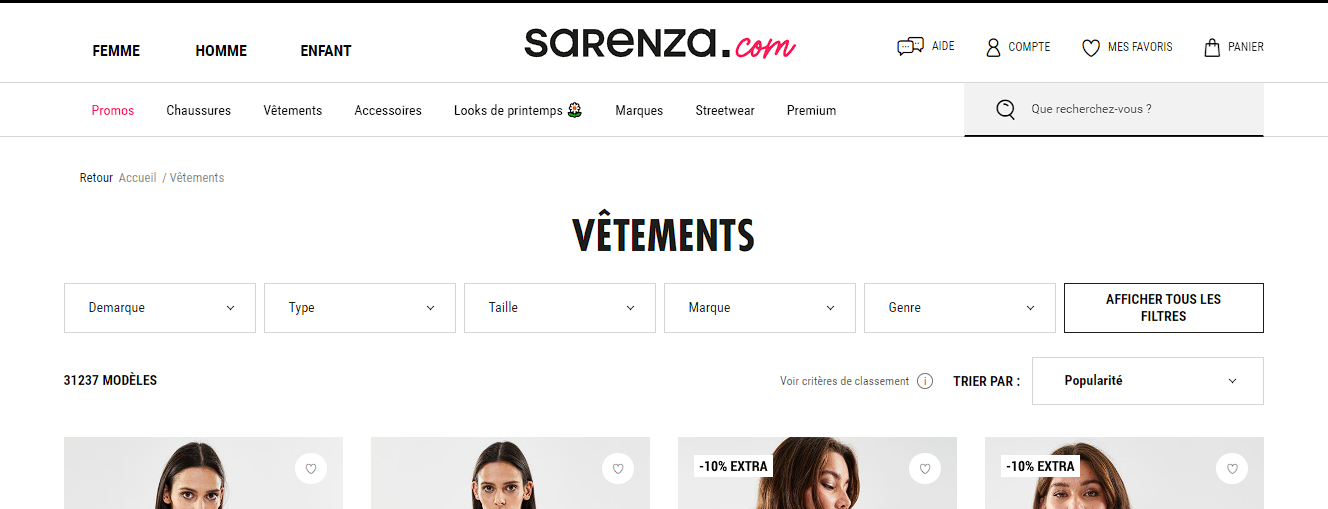 FEMME HOMME ENFANT sarenza.com AIDE COMPTE MES FAVORIS PANIER
Promos Chaussures Vêtements Accessoires Looks de printemps Marques Streetwear Premium Que recherchez-vous ?
Retour Accueil / Vêtements
VÊTEMENTS
Demarque Type Taille Marque Genre AFFICHER TOUS LES
FILTRES
31237 MODÈLES Voir critères de classement i TRIER PAR : Popularité
-10% EXTRA -10% EXTRA